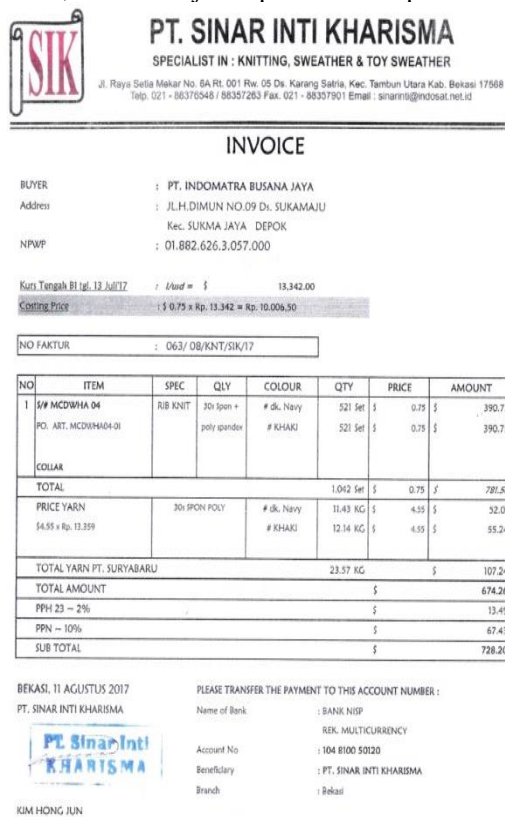 SIK
PT. SINAR INTI KHARISMA
SPECIALIST IN : KNITTING, SWEATHER & TOY SWEATHER
Jl. Raya Setia Mekar No. 6A Rt. 001 Rw. 05 Ds. Karang Satria, Kec. Tambun Utara Kab. Bekasi 17568
Telp. 021 - 88376548 / 88357263 Fax. 021 - 88357901 Email : sinarinti@indosat.net.id
INVOICE
BUYER : PT. INDOMATRA BUSANA JAYA
Address : JL.H.DIMUN NO.09 Ds. SUKAMAJU
Kec. SUKMA JAYA DEPOK
NPWP : 01.882.626.3.057.000
Kurs Tengah BI tgl. 13 Juli'17 : 1/usd = $ 13,342.00
Costing Price : $ 0.75 x Rp. 13.342 = Rp. 10.006,50
NO FAKTUR : 063/ 08/KNT/SIK/17
NO ITEM SPEC QLY COLOUR QTY PRICE AMOUNT
1 S/# MCDWHA 04 RIB KNIT 30s Spon + # dk. Navy 521 Set $ 0.75 $ 390.7
PO. ART. MCDWHA04-01 poly spandex # KHAKI 521 Set $ 0.75 $ 390.7
COLLAR
TOTAL 1.042 Set $ 0.75 $ 781.5
PRICE YARN 30s SPON POLY # dk. Navy 11.43 KG $ 4.55 $ 52.0
$4.55 x Rp. 13.359 # KHAKI 12.14 KG $ 4.55 $ 55.24
TOTAL YARN PT. SURYABARU 23.57 KG $ 107.24
TOTAL AMOUNT $ 674.26
PPH 23 ~ 2% $ 13.49
PPN ~ 10% $ 67.43
SUB TOTAL $ 728.20
BEKASI, 11 AGUSTUS 2017 PLEASE TRANSFER THE PAYMENT TO THIS ACCOUNT NUMBER :
PT. SINAR INTI KHARISMA Name of Bank : BANK NISP
REK. MULTICURRENCY
PT. Sinar Inti
KHARISMA
Account No : 104 8100 50120
Beneficiary : PT. SINAR INTI KHARISMA
Branch : Bekasi
KIM HONG JUN